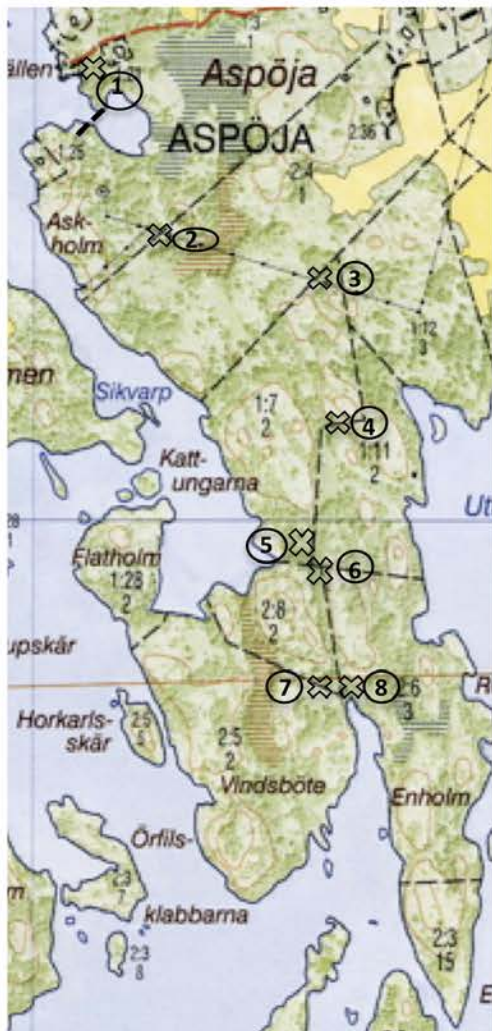 ällen
1
Aspöja
ASPÖJA
2:36
1:25
2:4
1
Ask-
holm
2.
3
1:12
3
men
Sikvarp
1:7
2
4
1:11
2
Katt-
ungarna
Ut
28
1
5
6
Flatholm
1:28
2
2:8
2
upskär
7
8
2:6
3
R
Horkarls-
skär
2:5
5
2:5
2
Vindsböte
Enholm
Örfils-
klabbarna
m
2:3
7
2:3
8
2:3
15
E